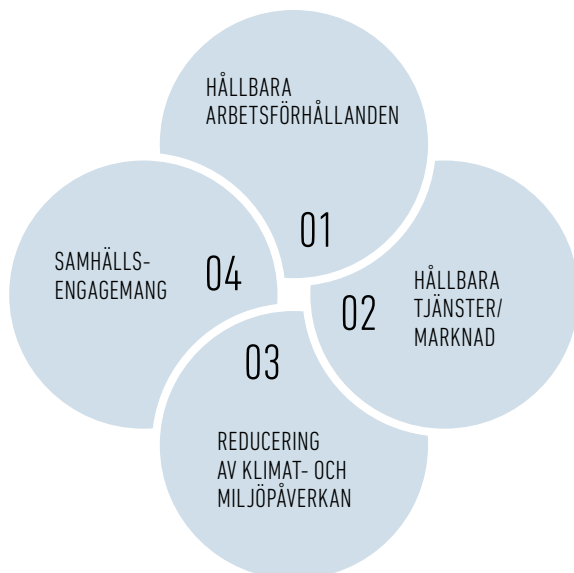 HÅLLBARA
ARBETSFÖRHÅLLANDEN
01
02
HÅLLBARA
TJÄNSTER/
MARKNAD
03
REDUCERING
AV KLIMAT- OCH
MILJÖPÅVERKAN
SAMHÄLLS-
ENGAGEMANG
04